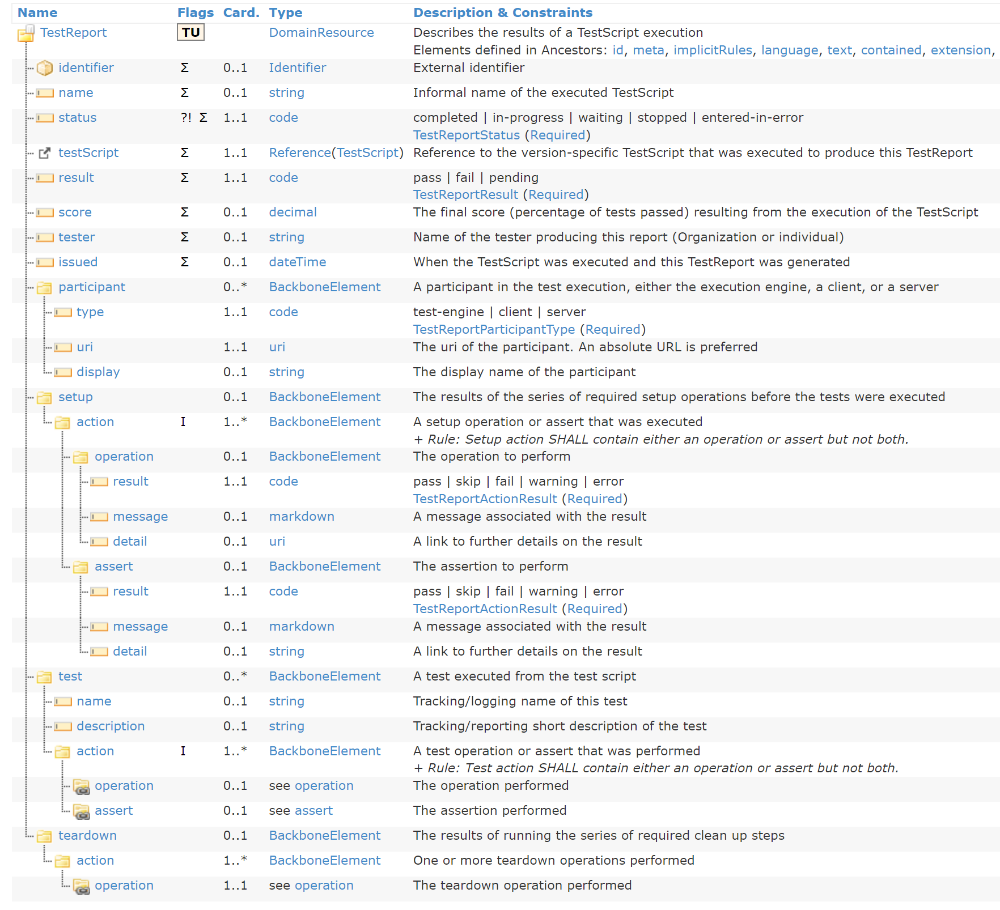 Name Flags Card. Type Description & Constraints
TestReport TU DomainResource Describes the results of a TestScript execution
Elements defined in Ancestors: id, meta, implicitRules, language, text, contained, extension,
identifier Σ 0..1 Identifier External identifier
name Σ 0..1 string Informal name of the executed TestScript
status ?! Σ 1..1 code completed | in-progress | waiting | stopped | entered-in-error
TestReportStatus (Required)
testScript Σ 1..1 Reference(TestScript) Reference to the version-specific TestScript that was executed to produce this TestReport
result Σ 1..1 code pass | fail | pending
TestReportResult (Required)
score Σ 0..1 decimal The final score (percentage of tests passed) resulting from the execution of the TestScript
tester Σ 0..1 string Name of the tester producing this report (Organization or individual)
issued Σ 0..1 dateTime When the TestScript was executed and this TestReport was generated
participant 0..* BackboneElement A participant in the test execution, either the execution engine, a client, or a server
type 1..1 code test-engine | client | server
TestReportParticipantType (Required)
uri 1..1 uri The uri of the participant. An absolute URL is preferred
display 0..1 string The display name of the participant
setup 0..1 BackboneElement The results of the series of required setup operations before the tests were executed
action I 1..* BackboneElement A setup operation or assert that was executed
+ Rule: Setup action SHALL contain either an operation or assert but not both.
operation 0..1 BackboneElement The operation to perform
result 1..1 code pass | skip | fail | warning | error
TestReportActionResult (Required)
message 0..1 markdown A message associated with the result
detail 0..1 uri A link to further details on the result
assert 0..1 BackboneElement The assertion to perform
result 1..1 code pass | skip | fail | warning | error
TestReportActionResult (Required)
message 0..1 markdown A message associated with the result
detail 0..1 string A link to further details on the result
test 0..* BackboneElement A test executed from the test script
name 0..1 string Tracking/logging name of this test
description 0..1 string Tracking/reporting short description of the test
action I 1..* BackboneElement A test operation or assert that was performed
+ Rule: Test action SHALL contain either an operation or assert but not both.
operation 0..1 see operation The operation performed
assert 0..1 see assert The assertion performed
teardown 0..1 BackboneElement The results of running the series of required clean up steps
action 1..* BackboneElement One or more teardown operations performed
operation 1..1 see operation The teardown operation performed